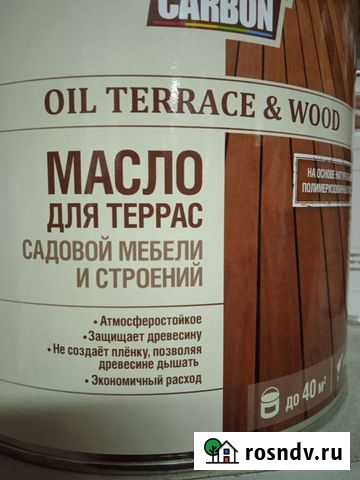 CARBON
OIL TERRACE & WOOD
МАСЛО
ДЛЯ ТЕРРАС
САДОВОЙ МЕБЕЛИ
И СТРОЕНИЙ
НА ОСНОВЕ
• Атмосферостойкое
• Защищает древесину
• Не создаёт плёнку, позволяя
древесине дышать
• Экономичный расход
до 40 м²
rosndv.ru